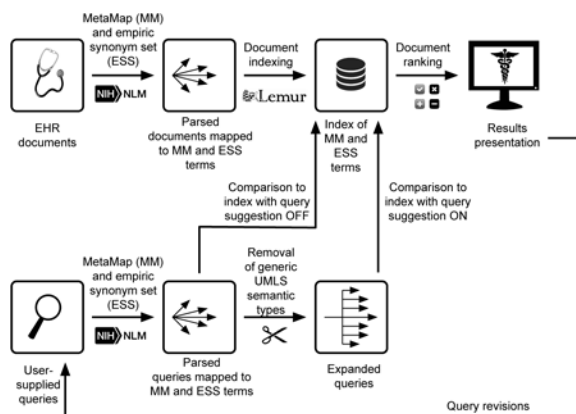 MetaMap (MM)
and empiric
synonym set
(ESS)
NIH NLM
EHR
documents
Parsed
documents mapped
to MM and ESS
terms
Document
indexing
Lemur
Index of
MM and
ESS
terms
Document
ranking
Results
presentation
Comparison to
index with query
suggestion OFF
Comparison to
index with query
suggestion ON
MetaMap (MM)
and empiric
synonym set
(ESS)
NIH NLM
User-
supplied
queries
Parsed
queries mapped to
MM and ESS terms
Removal
of generic
UMLS
semantic
types
Expanded
queries
Query revisions